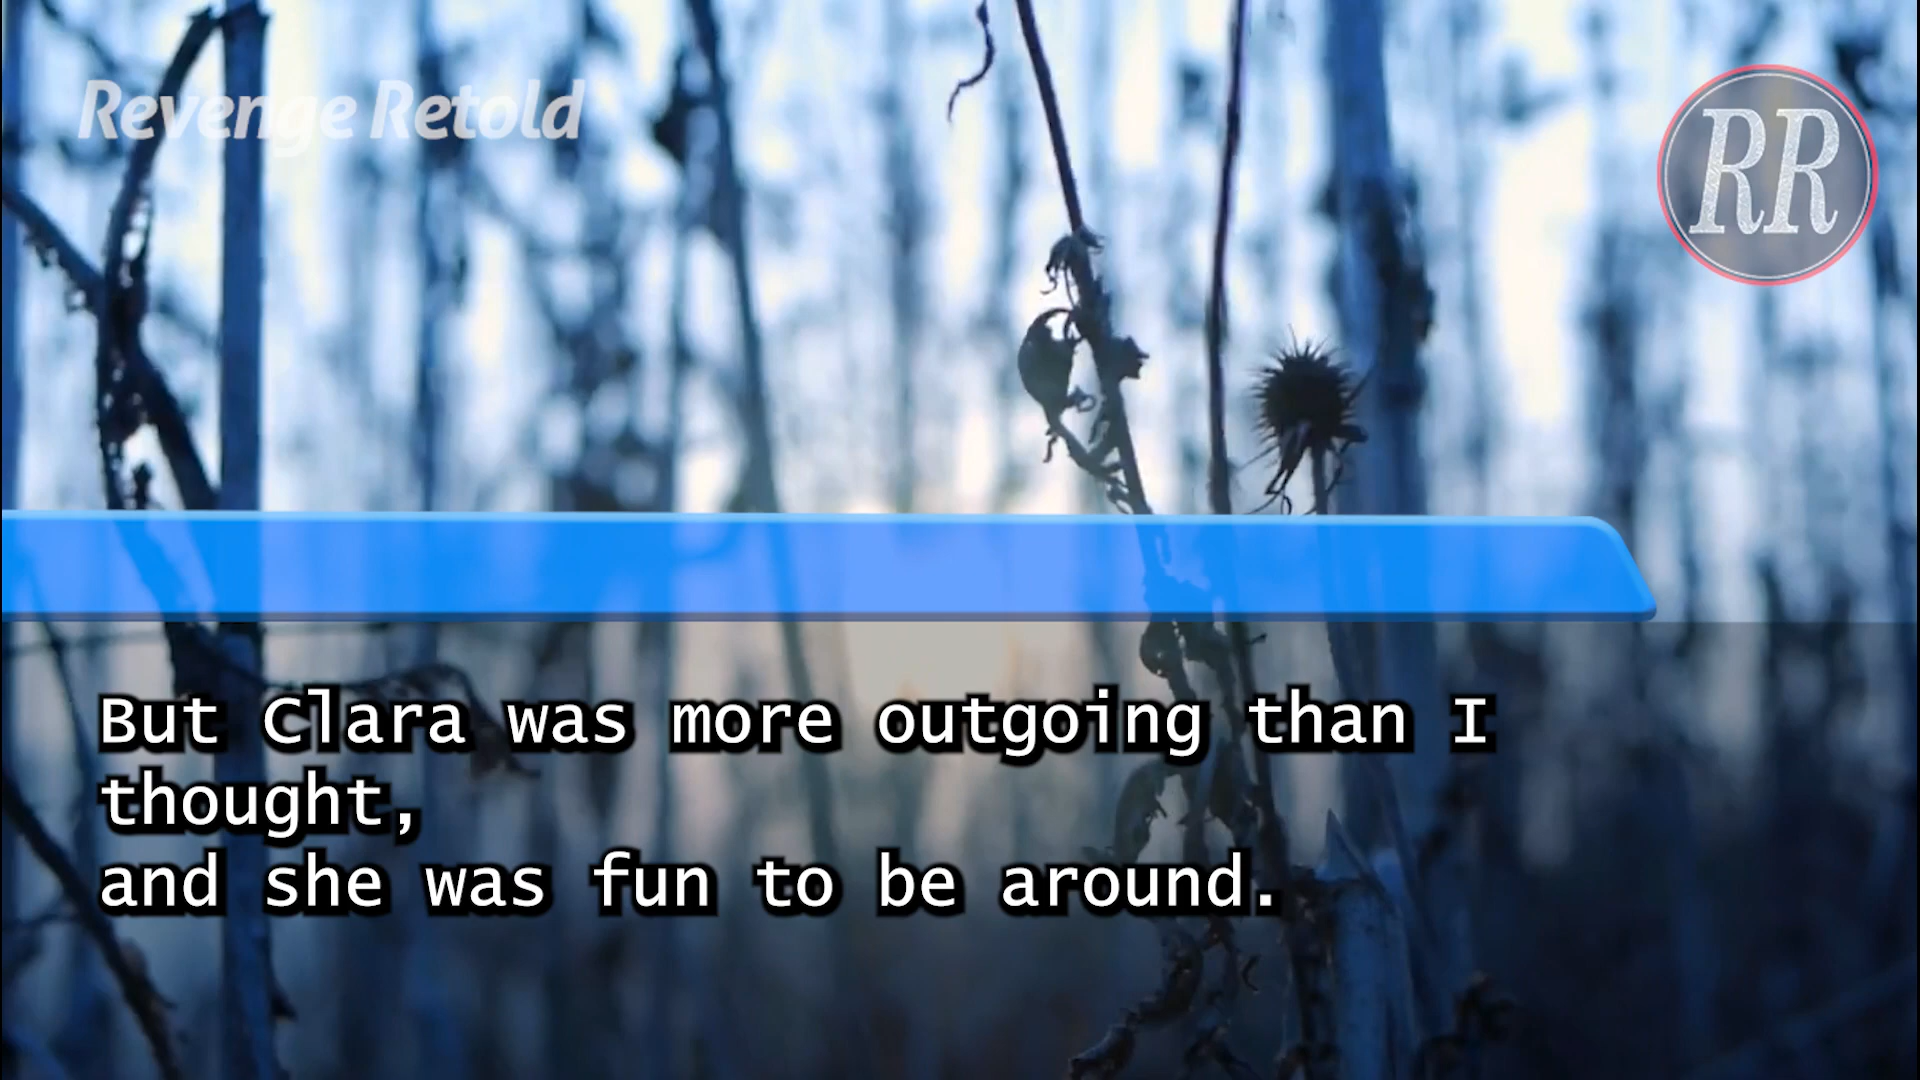 Revenge Retold
RR
But Clara was more outgoing than I
thought,
and she was fun to be around.